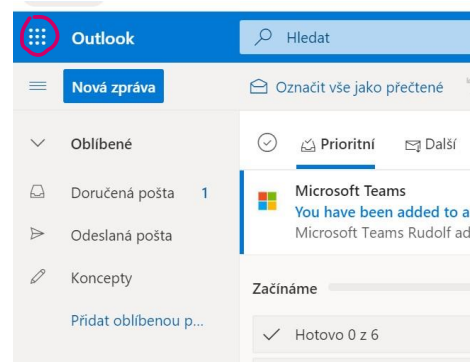 Outlook
Hledat
Nová zpráva
Označit vše jako přečtené
Oblíbené
Prioritní
Další
Doručená pošta 1
Microsoft Teams
You have been added to a
Odeslaná pošta
Microsoft Teams Rudolf ad
Koncepty
Začínáme
Přidat oblíbenou p...
Hotovo 0 z 6